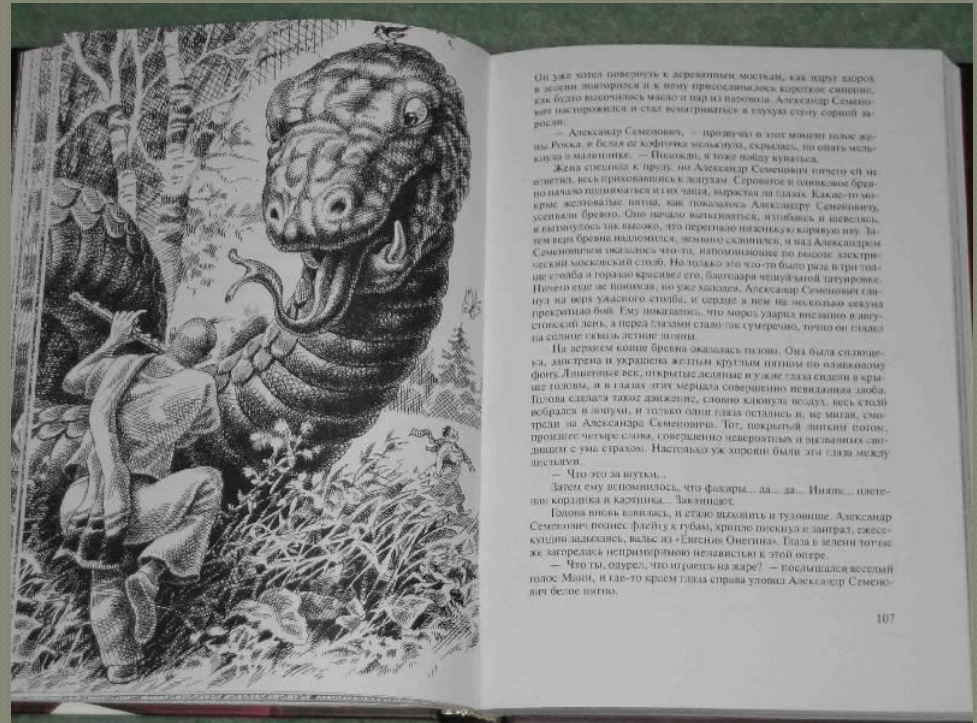 Он уже хотел повернуть к деревянным мосткам, как вдруг шорох
в зелени повторился и к нему присоединилось короткое сипение,
как будто высочилось масло и пар из паровоза. Александр Семено-
вич насторожился и стал всматриваться в глухую стену сорной за-
росли.
— Александр Семенович, — прозвучал в этот момент голос же-
ны Рокка, и белая ее кофточка мелькнула, скрылась, но опять мель-
кнула в малиннике. — Подожди, я тоже пойду купаться.
Жена спешила к пруду, но Александр Семенович ничего ей не
ответил, весь приковавшись к лопухам. Сероватое и оливковое брев-
но начало подниматься из их чащи, вырастая на глазах. Какие-то мо-
крые желтоватые пятна, как показалось Александру Семеновичу,
усеивали бревно. Оно начало вытягиваться, изгибаясь и шевелясь,
и вытянулось так высоко, что перегнало низенькую корявую иву. За-
тем верх бревна надломился, немного склонился, и над Александром
Семеновичем оказалось что-то, напоминающее по высоте электри-
ческий московский столб. Но только это что-то было раза в три тол-
ще столба и гораздо красивее его, благодаря чешуйчатой татуировке.
Ничего еще не понимая, но уже холодея, Александр Семенович гля-
нул на верх ужасного столба, и сердце в нем на несколько секунд
прекратило бой. Ему показалось, что мороз ударил внезапно в авгу-
стовский день, а перед глазами стало так сумеречно, точно он глядел
на солнце сквозь летние штаны.
На верхнем конце бревна оказалась голова. Она была сплюще-
на, заострена и украшена желтым круглым пятном по оливковому
фону. Лишенные век, открытые ледяные и узкие глаза сидели в кры-
ше головы, и в глазах этих мерцала совершенно невиданная злоба.
Голова сделала такое движение, словно клюнула воздух, весь столб
вобрался в лопухи, и только одни глаза остались и, не мигая, смо-
трели на Александра Семеновича. Тот, покрытый липким потом,
произнес четыре слова, совершенно невероятных и вызванных сво-
дящим с ума страхом. Настолько уж хороши были эти глаза между
листьями.
— Что это за шутки...
Затем ему вспомнилось, что факиры... да... да... Индия... плете-
ная корзинка и картинка... Заклинают.
Голова вновь взвилась, и стало выходить и туловище. Александр
Семенович поднес флейту к губам, хрипло пискнул и заиграл, ежесе-
кундно задыхаясь, вальс из «Евгения Онегина». Глаза в зелени тотчас
же загорелись непримиримою ненавистью к этой опере.
— Что ты, одурел, что играешь на жаре? — послышался веселый
голос Мани, и где-то краем глаза справа уловил Александр Семено-
вич белое пятно.
107